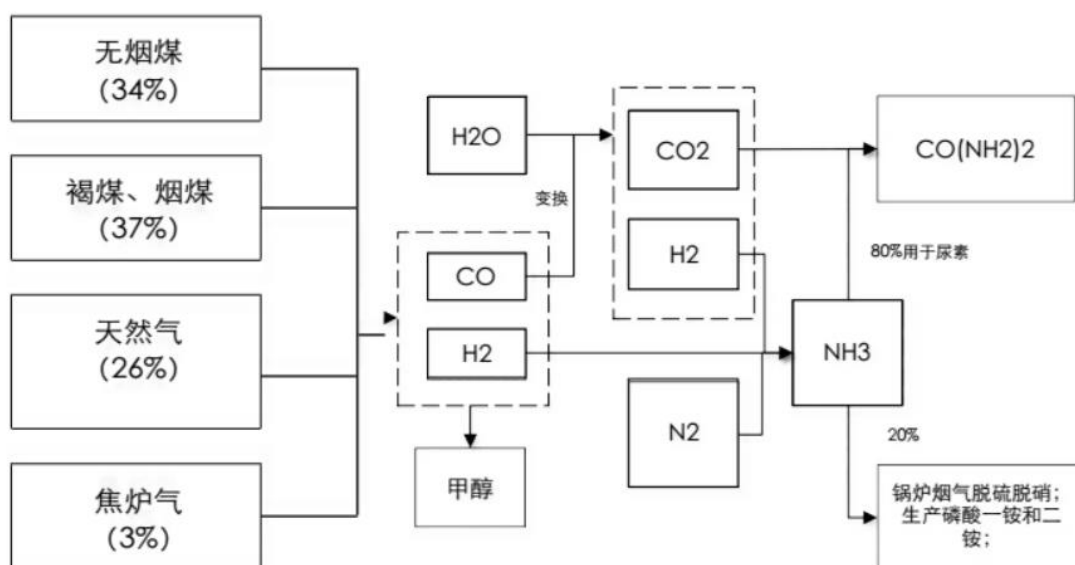 无烟煤
(34%)
褐煤、烟煤
(37%)
天然气
(26%)
焦炉气
(3%)
H2O
变换
CO
H2
甲醇
CO2
H2
N2
NH3
CO(NH2)2
80%用于尿素
20%
锅炉烟气脱硫脱硝;
生产磷酸一铵和二
铵;